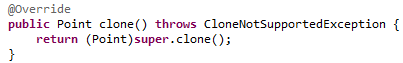 @Override
public Point clone() throws CloneNotSupportedException {
    return (Point)super.clone();
}